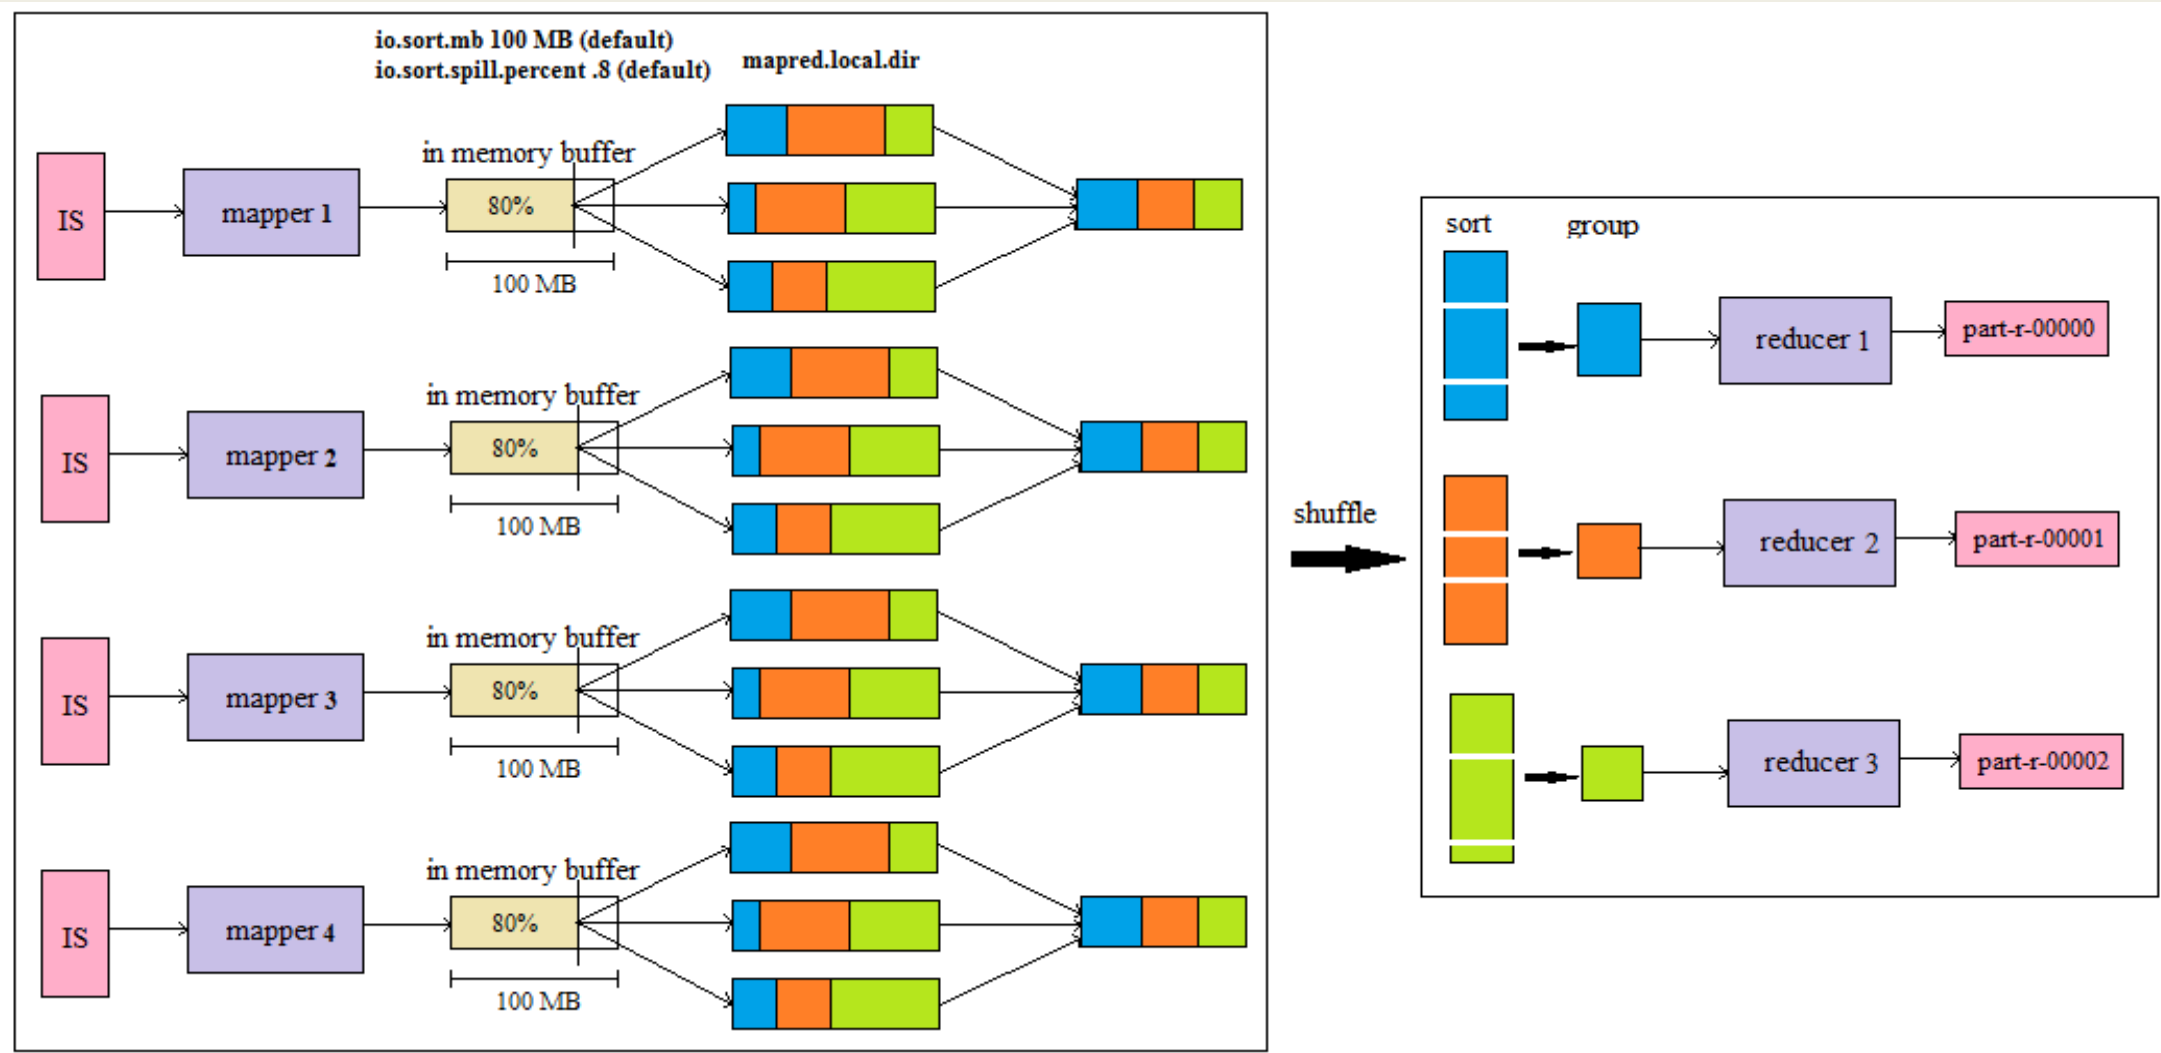 io.sort.mb 100 MB (default)
io.sort.spill.percent .8 (default)
mapred.local.dir
in memory buffer
IS
mapper 1
80%
100 MB
in memory buffer
IS
mapper 2
80%
100 MB
in memory buffer
IS
mapper 3
80%
100 MB
in memory buffer
IS
mapper 4
80%
100 MB
shuffle
sort
group
reducer 1
part-r-00000
reducer 2
part-r-00001
reducer 3
part-r-00002